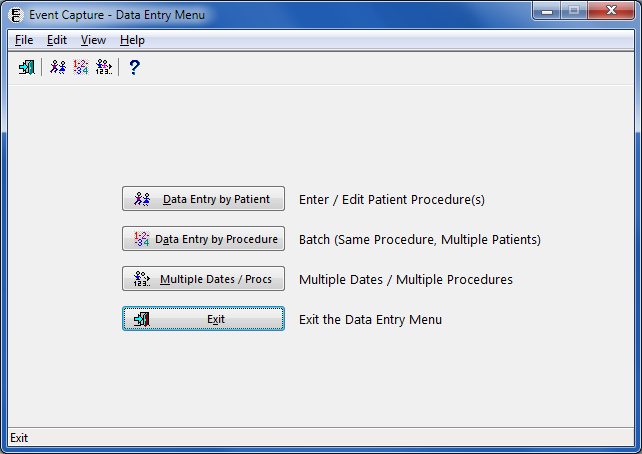 Event Capture - Data Entry Menu
File Edit View Help
Data Entry by Patient Enter / Edit Patient Procedure(s)
Data Entry by Procedure Batch (Same Procedure, Multiple Patients)
Multiple Dates / Procs Multiple Dates / Multiple Procedures
Exit Exit the Data Entry Menu
Exit